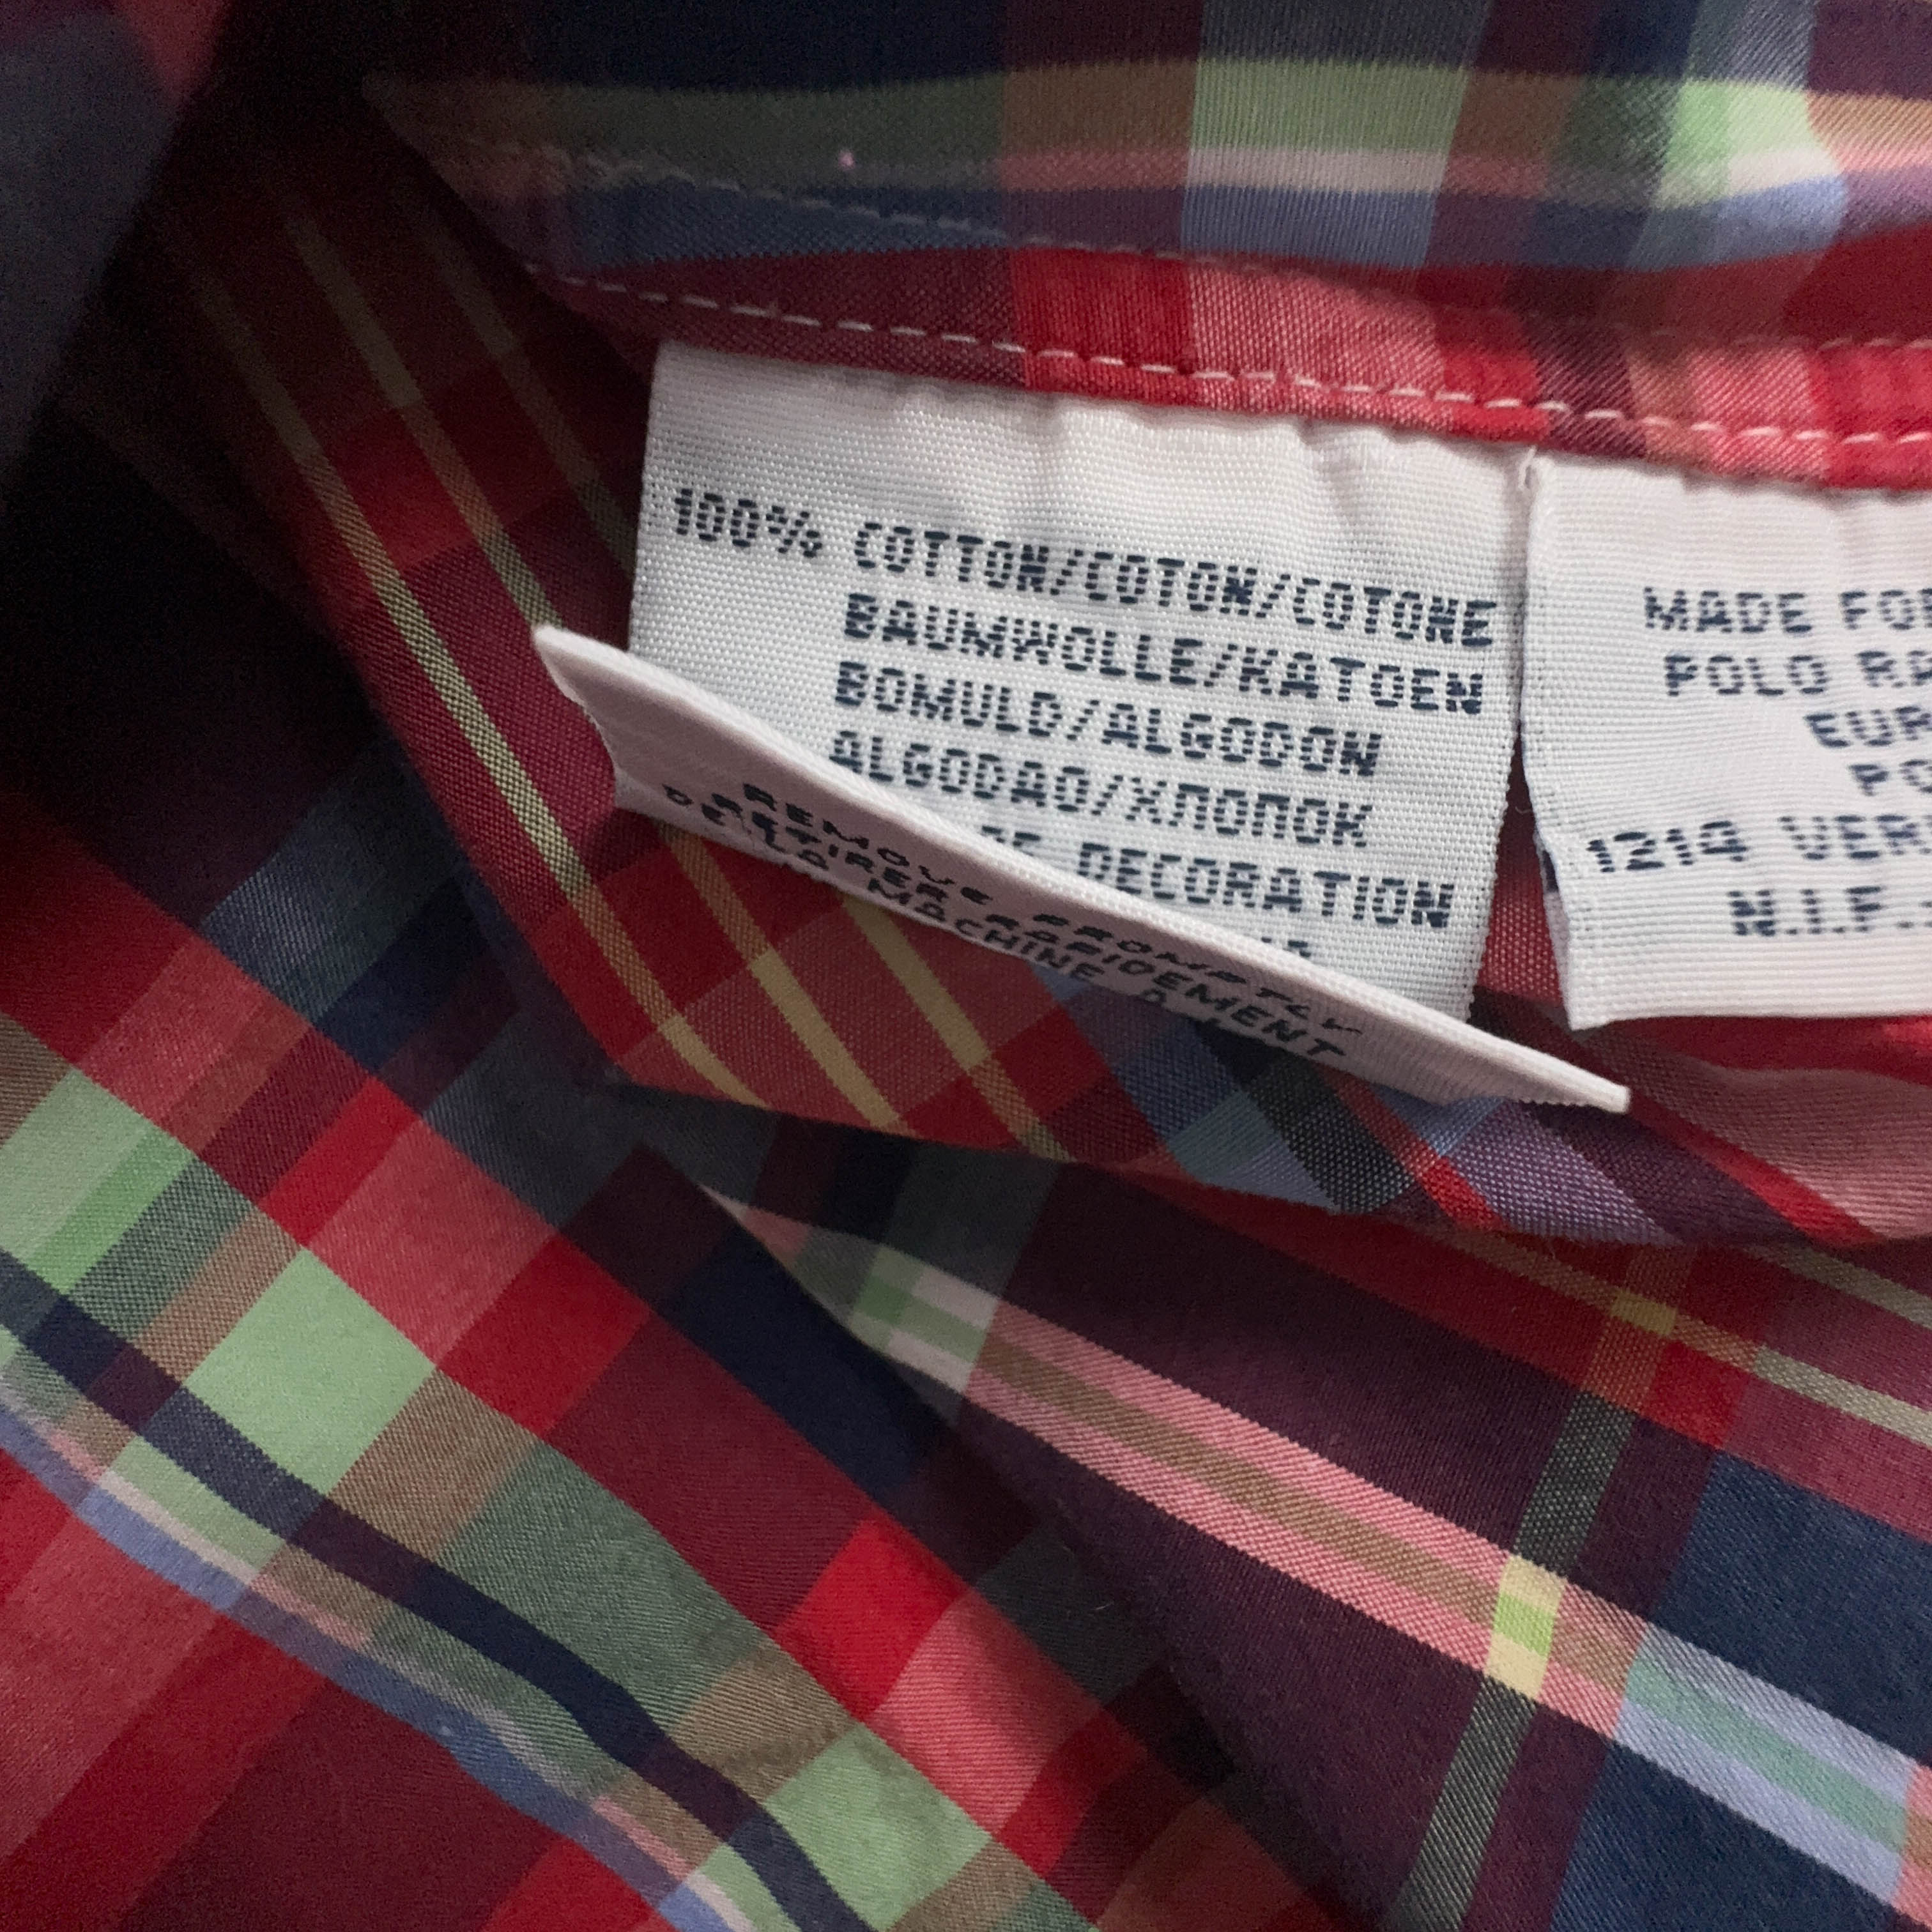 100% COTTON/COTON/COTONE
BAUMWOLLE/KATOEN
BOMULD/ALGODON
ALGODAO/ХЛОПОК
DECORATION
REMOVE PROMPTLY
RETIRER RAPIDEMENT
LA MACHINE A
MADE FO
POLO RA
EUR
PO
1214 VER
N.I.F.